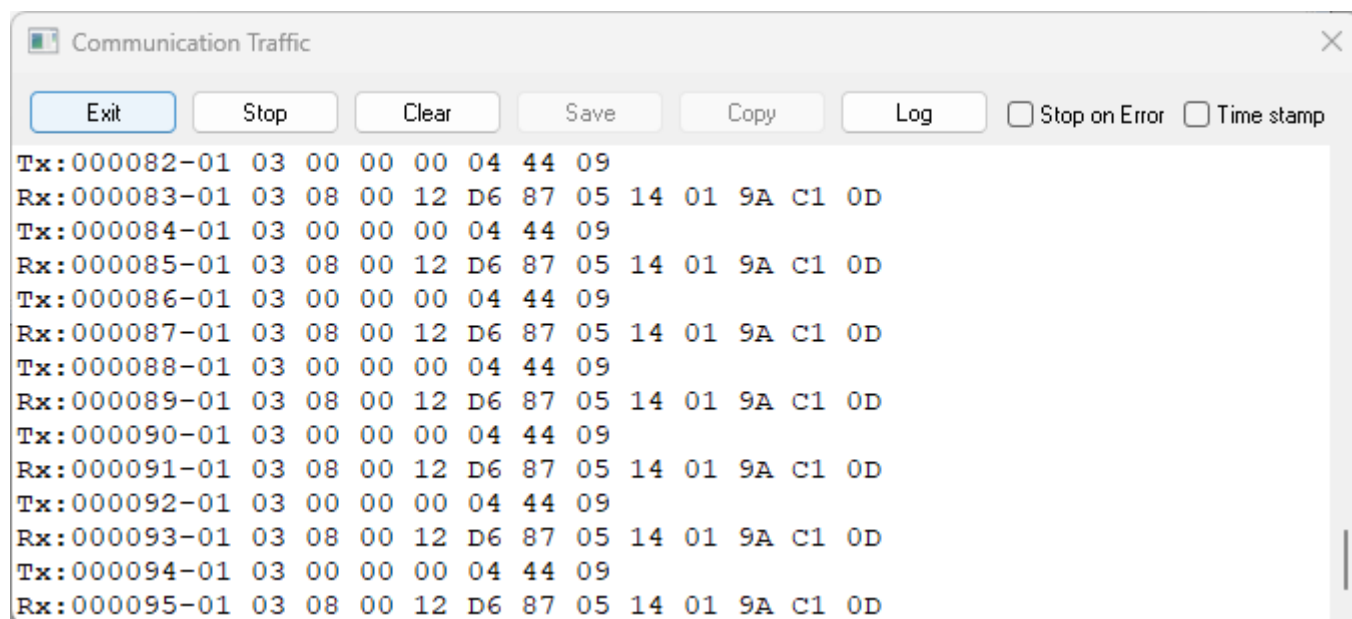 Communication Traffic
Exit Stop Clear Save Copy Log Stop on Error Time stamp
Tx:000082-01 03 00 00 00 04 44 09
Rx:000083-01 03 08 00 12 D6 87 05 14 01 9A C1 0D
Tx:000084-01 03 00 00 00 04 44 09
Rx:000085-01 03 08 00 12 D6 87 05 14 01 9A C1 0D
Tx:000086-01 03 00 00 00 04 44 09
Rx:000087-01 03 08 00 12 D6 87 05 14 01 9A C1 0D
Tx:000088-01 03 00 00 00 04 44 09
Rx:000089-01 03 08 00 12 D6 87 05 14 01 9A C1 0D
Tx:000090-01 03 00 00 00 04 44 09
Rx:000091-01 03 08 00 12 D6 87 05 14 01 9A C1 0D
Tx:000092-01 03 00 00 00 04 44 09
Rx:000093-01 03 08 00 12 D6 87 05 14 01 9A C1 0D
Tx:000094-01 03 00 00 00 04 44 09
Rx:000095-01 03 08 00 12 D6 87 05 14 01 9A C1 0D